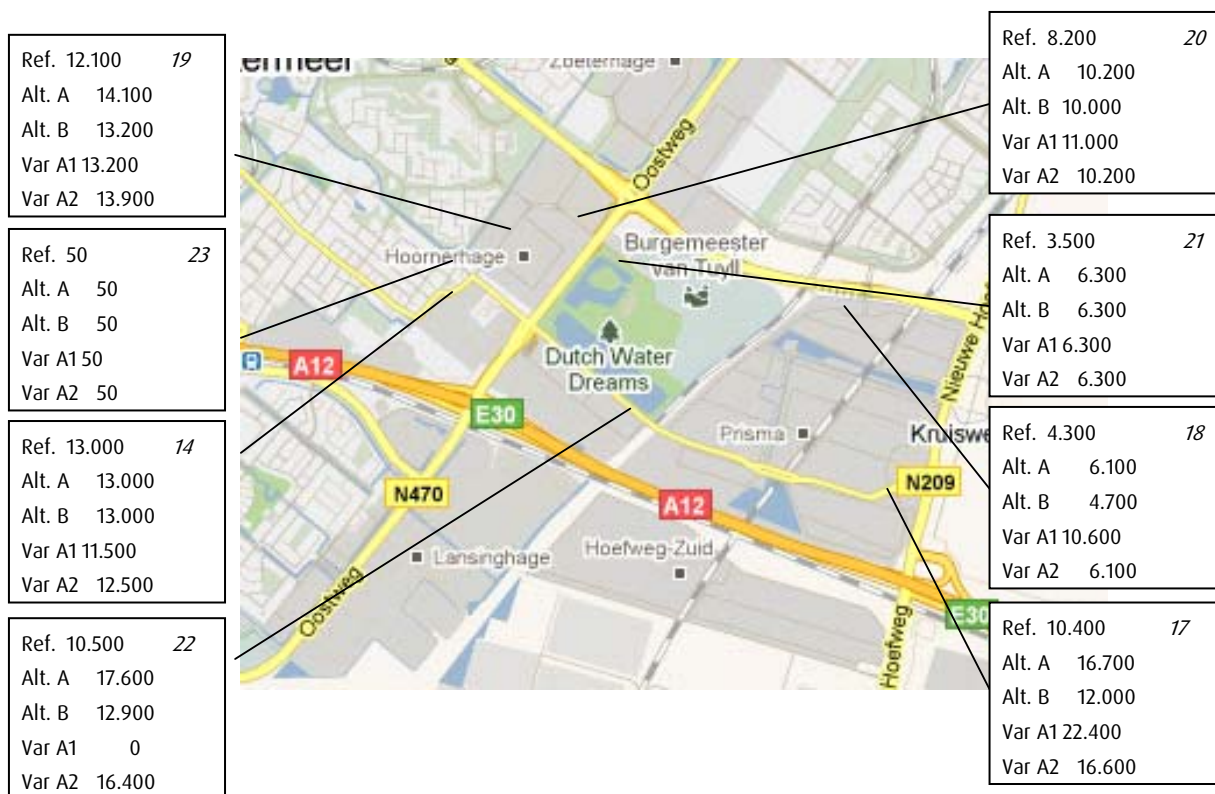 Ref. 12.100 19
Alt. A 14.100
Alt. B 13.200
Var A1 13.200
Var A2 13.900
Ref. 50 23
Alt. A 50
Alt. B 50
Var A1 50
Var A2 50
Ref. 13.000 14
Alt. A 13.000
Alt. B 13.000
Var A1 11.500
Var A2 12.500
Ref. 10.500 22
Alt. A 17.600
Alt. B 12.900
Var A1 0
Var A2 16.400
ermeer
Zoeterhage
Oostweg
Hoornerhage
Burgemeester
van Tuyll
Dutch Water
Dreams
A12
E30
Prisma
Kruiswe
Nieuwe Hoe
N470
A12
N209
Lansinghage
Hoefweg-Zuid
Oostweg
Hoefweg
E30
Ref. 8.200 20
Alt. A 10.200
Alt. B 10.000
Var A1 11.000
Var A2 10.200
Ref. 3.500 21
Alt. A 6.300
Alt. B 6.300
Var A1 6.300
Var A2 6.300
Ref. 4.300 18
Alt. A 6.100
Alt. B 4.700
Var A1 10.600
Var A2 6.100
Ref. 10.400 17
Alt. A 16.700
Alt. B 12.000
Var A1 22.400
Var A2 16.600